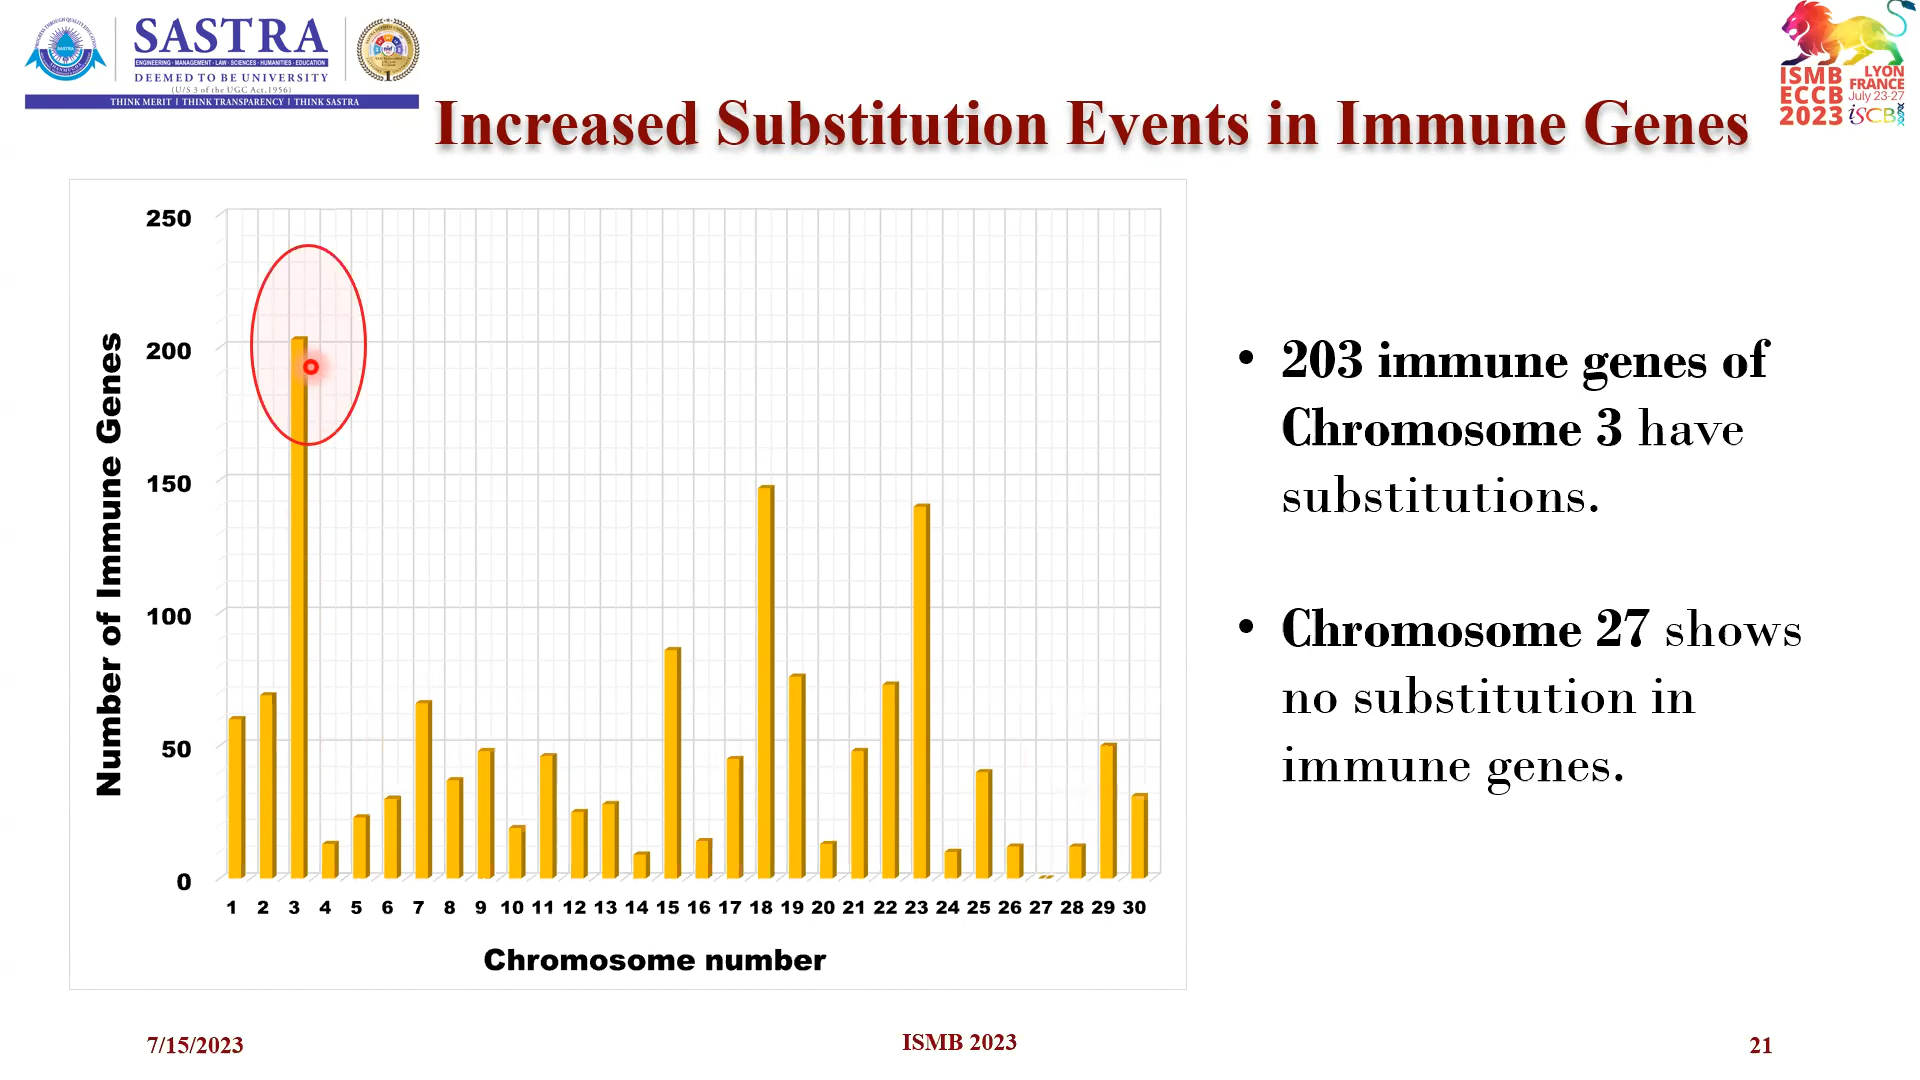 SASTRA
ENGINEERING · MANAGEMENT · LAW · SCIENCES · HUMANITIES · EDUCATION
DEEMED TO BE UNIVERSITY
(U/S 3 of the UGC Act, 1956)
THINK MERIT | THINK TRANSPARENCY | THINK SASTRA
ISMB LYON
ECCB FRANCE
2023 July 23-27
iSCB
Increased Substitution Events in Immune Genes
Number of Immune Genes
250
200
150
100
50
0
1 2 3 4 5 6 7 8 9 10 11 12 13 14 15 16 17 18 19 20 21 22 23 24 25 26 27 28 29 30
Chromosome number
• 203 immune genes of
Chromosome 3 have
substitutions.
• Chromosome 27 shows
no substitution in
immune genes.
7/15/2023
ISMB 2023
21